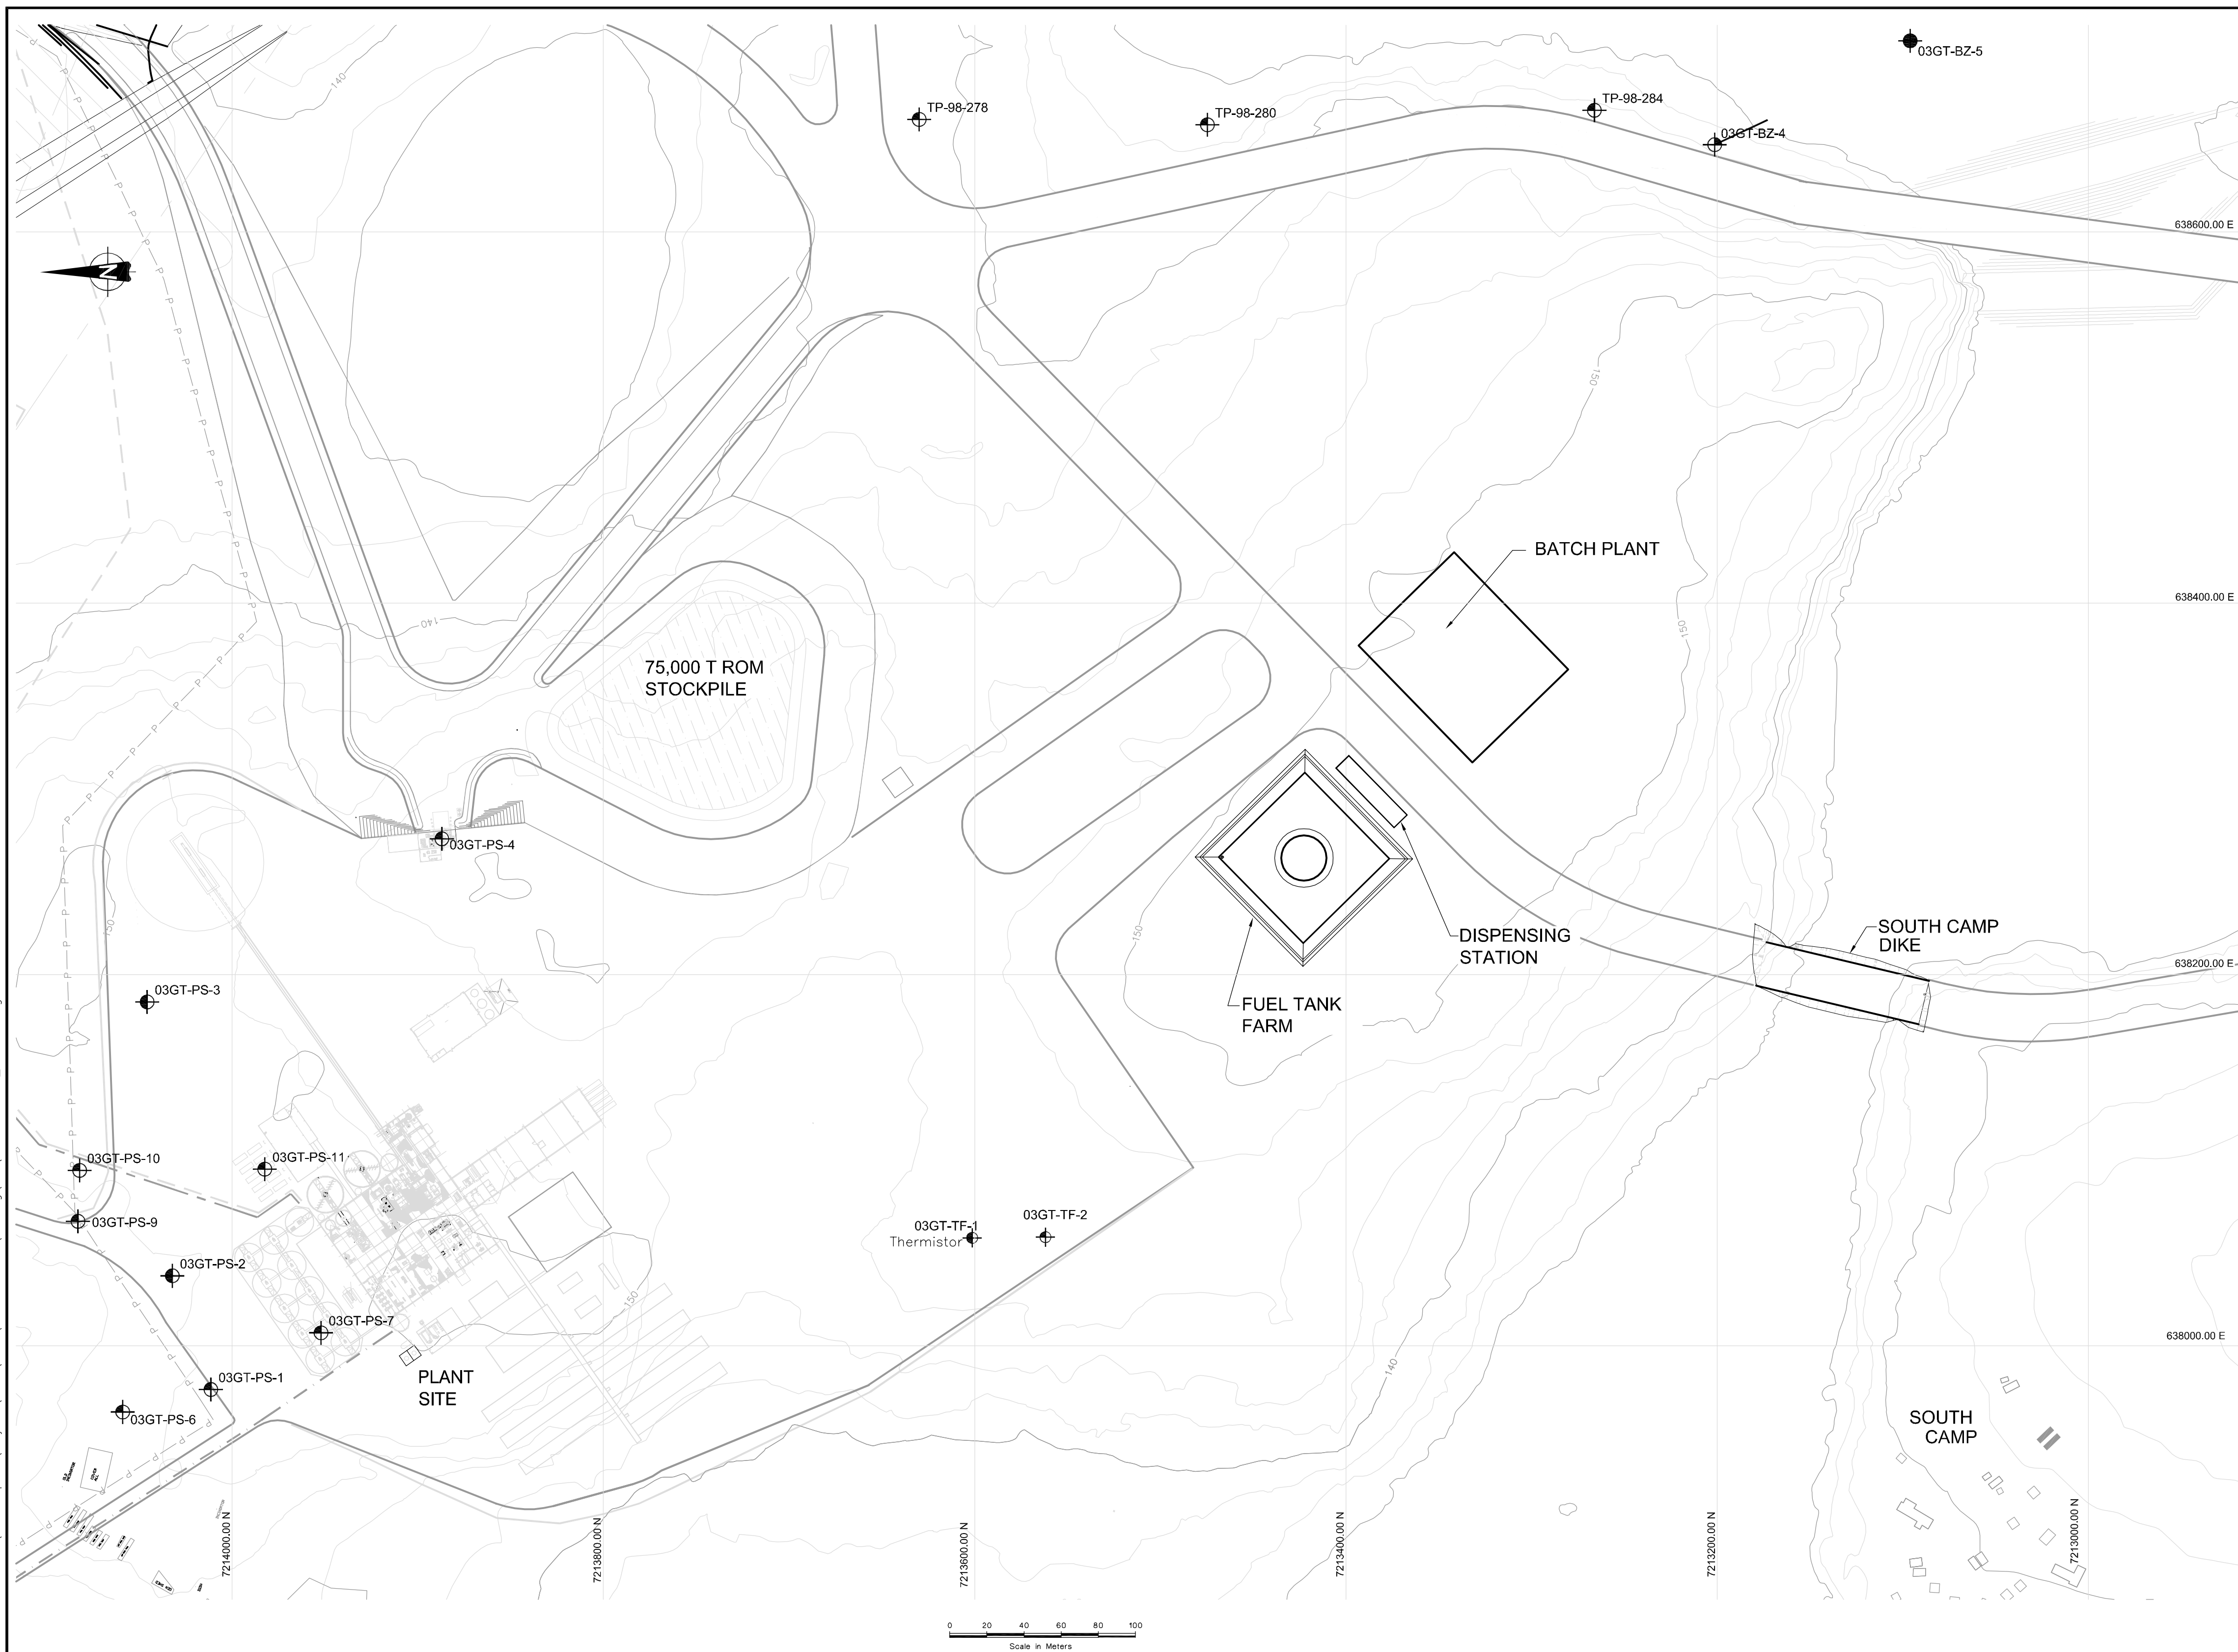 140
03GT-BZ-5
TP-98-278
TP-98-280
TP-98-284
03GT-BZ-4
638600.00 E
N
150
BATCH PLANT
638400.00 E
140
150
75,000 T ROM
STOCKPILE
03GT-PS-4
150
150
DISPENSING
STATION
SOUTH CAMP
DIKE
638200.00 E
03GT-PS-3
FUEL TANK
FARM
03GT-PS-10
03GT-PS-11
03GT-PS-9
03GT-TF-1
Thermistor
03GT-TF-2
03GT-PS-2
150
03GT-PS-7
638000.00 E
PLANT
SITE
140
03GT-PS-1
03GT-PS-6
SOUTH
CAMP
7214000.00 N
7213800.00 N
7213600.00 N
7213400.00 N
7213200.00 N
7213000.00 N
0 20 40 60 80 100
Scale in Meters